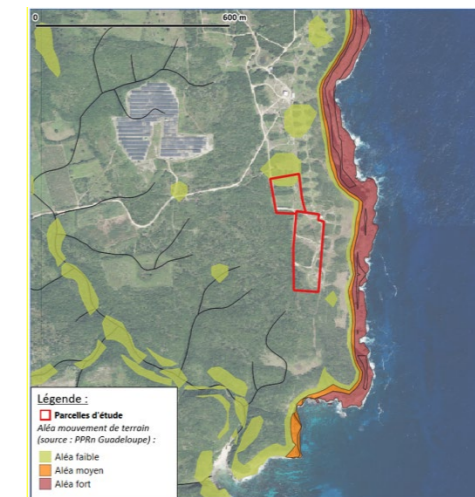 0 600 m
Légende :
Parcelles d'étude
Aléa mouvement de terrain
(source : PPRn Guadeloupe) :
Aléa faible
Aléa moyen
Aléa fort